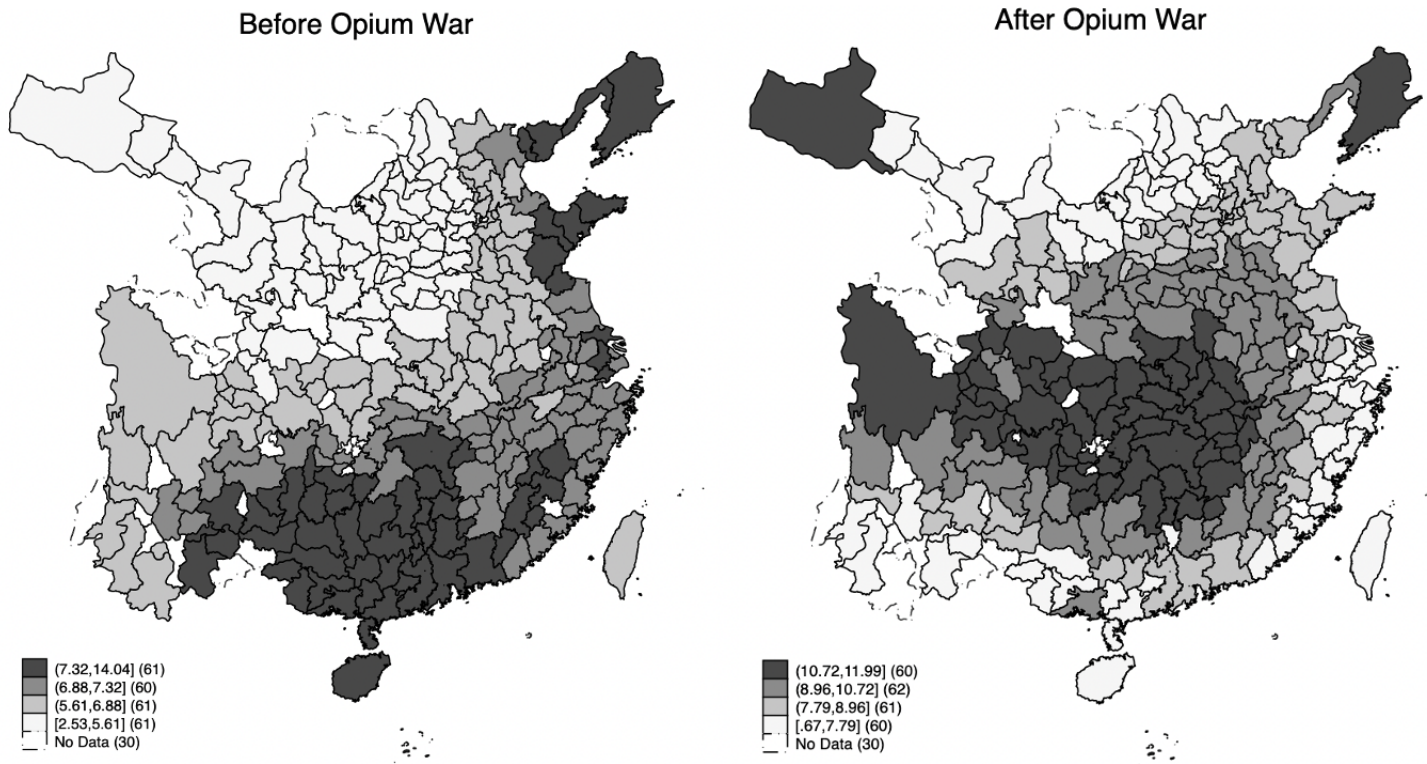 Before Opium War
(7.32,14.04] (61)
(6.88,7.32] (60)
(5.61,6.88] (61)
[2.53,5.61] (61)
No Data (30)
After Opium War
(10.72,11.99] (60)
(8.96,10.72] (62)
(7.79,8.96] (61)
[.67,7.79] (60)
No Data (30)